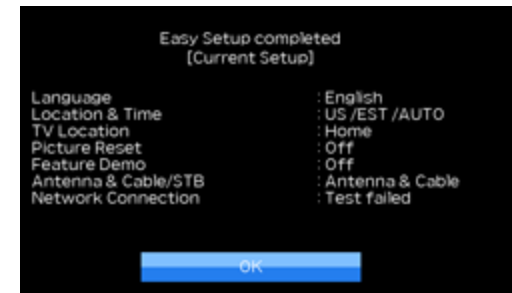 Easy Setup completed
[Current Setup]
Language : English
Location & Time : US /EST /AUTO
TV Location : Home
Picture Reset : Off
Feature Demo : Off
Antenna & Cable/STB : Antenna & Cable
Network Connection : Test failed
OK